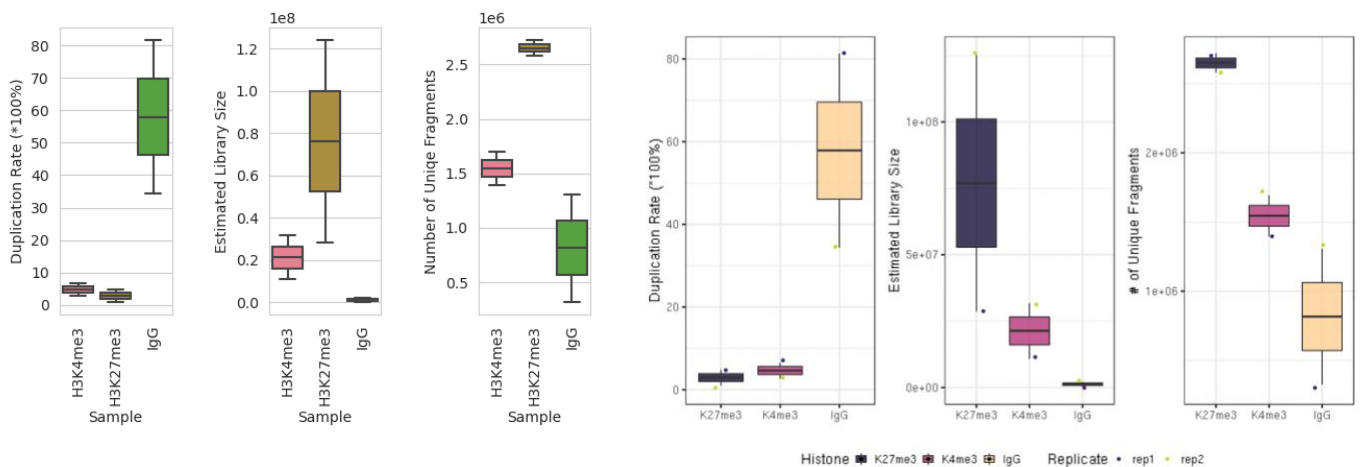 1e8
1e6
Duplication Rate (*100%)
80
70
60
50
40
30
20
10
0
H3K4me3
H3K27me3
IgG
Sample
Estimated Library Size
1.2
1.0
0.8
0.6
0.4
0.2
0.0
H3K4me3
H3K27me3
IgG
Sample
Number of Uniqe Fragments
2.5
2.0
1.5
1.0
0.5
H3K4me3
H3K27me3
IgG
Sample
Duplication Rate (*100%)
80
60
40
20
0
K27me3
K4me3
IgG
Estimated Library Size
1e+08
5e+07
0e+00
K27me3
K4me3
IgG
# of Unique Fragments
2e+06
1e+06
K27me3
K4me3
IgG
Histone K27me3 K4me3 IgG Replicate rep1 rep2